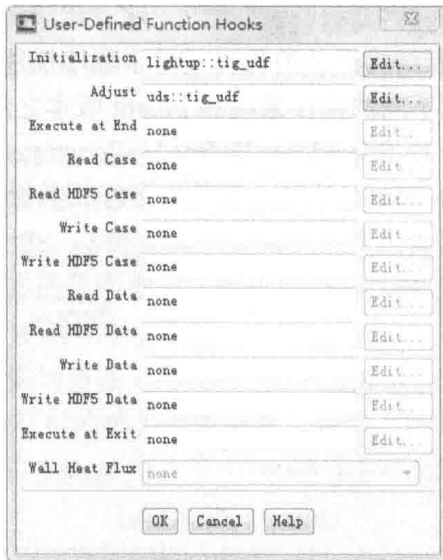 User-Defined Function Hooks
Initialization lightup::tig_udf Edit...
Adjust uds::tig_udf Edit...
Execute at End none Edit...
Read Case none Edit...
Read HDF5 Case none Edit...
Write Case none Edit...
Write HDF5 Case none Edit...
Read Data none Edit...
Read HDF5 Data none Edit...
Write Data none Edit...
Write HDF5 Data none Edit...
Execute at Exit none Edit...
Wall Heat Flux none
OK Cancel Help